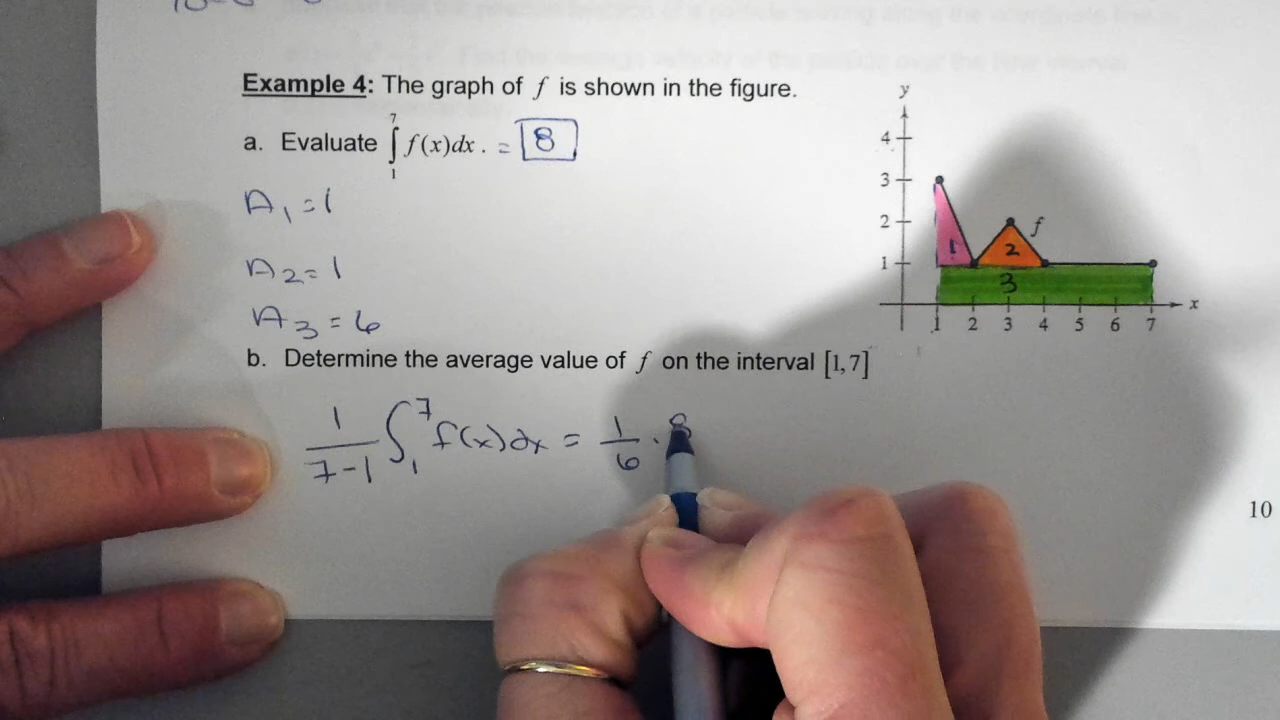 Example 4: The graph of f is shown in the figure.
a. Evaluate ∫₁⁷ f(x)dx. = 8
A₁ = 1
A₂ = 1
A₃ = 6
y
4
3
2
1
f
1
2
3
1 2 3 4 5 6 7
x
b. Determine the average value of f on the interval [1,7]
1/(7-1) ∫₁⁷ f(x)dx = 1/6 · 8
10